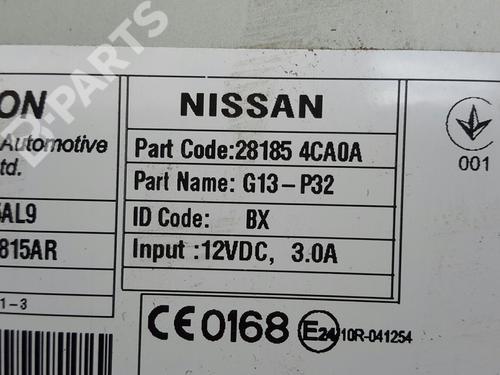 B-PARTS
ON
Automotive
td.
AL9
815AR
1-3
NISSAN
Part Code:28185 4CA0A
Part Name: G13-P32
ID Code: BX
Input :12VDC, 3.0A
001
CE0168 E24 10R-041254